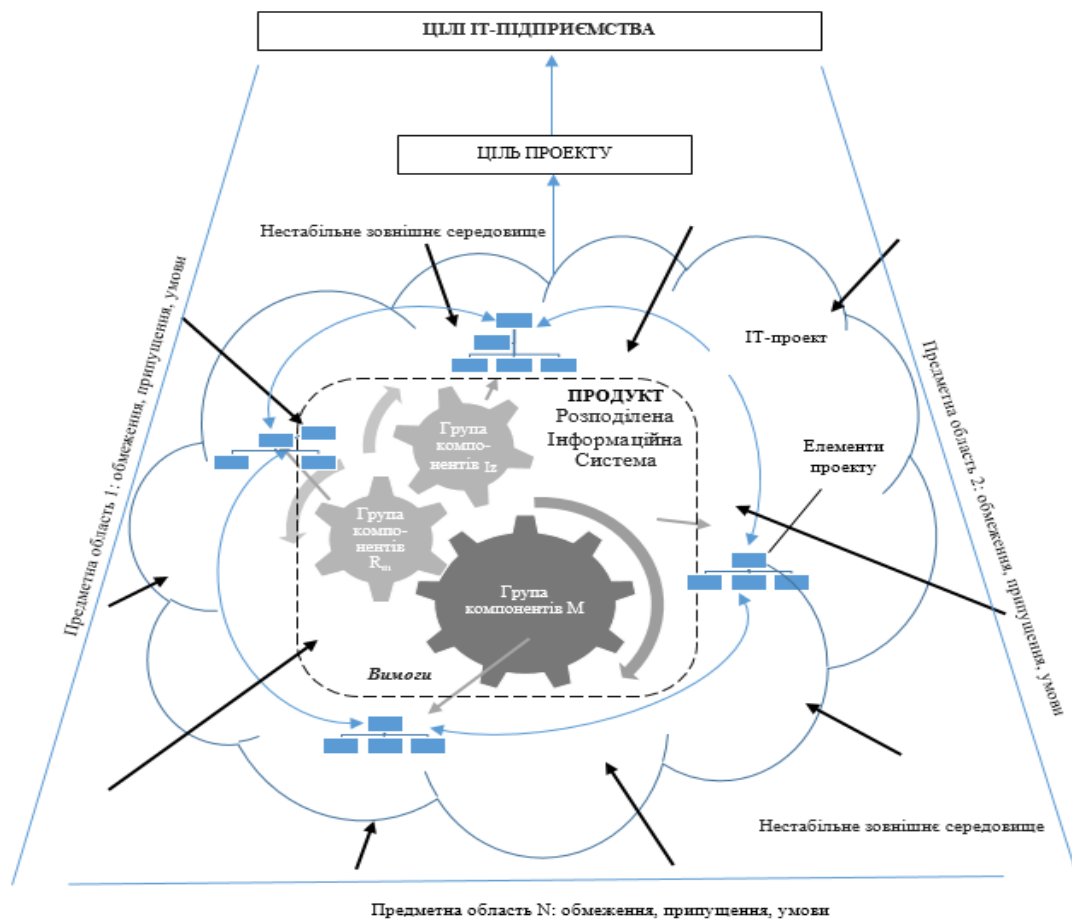 ЦІЛІ ІТ-ПІДПРИЄМСТВА
ЦІЛЬ ПРОЕКТУ
Нестабільне зовнішнє середовище
Предметна область 1: обмеження, припущення, умови
ІТ-проект
Предметна область 2: обмеження, припущення, умови
ПРОДУКТ
Розподілена
Інформаційна
Система
Група
компо-
нентів Iz
Елементи
проекту
Група
компо-
нентів
Rm
Група
компонентів М
Вимоги
Нестабільне зовнішнє середовище
Предметна область N: обмеження, припущення, умови